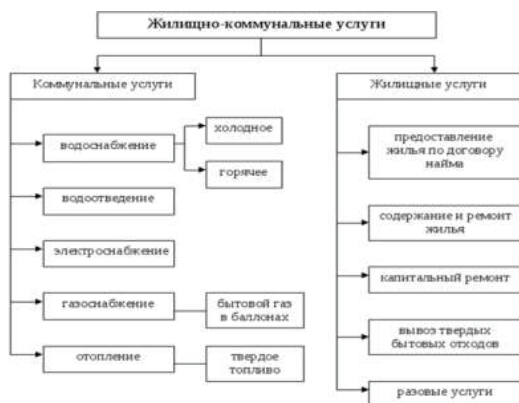 Жилищно-коммунальные услуги
Коммунальные услуги
водоснабжение
холодное
горячее
водоотведение
электроснабжение
газоснабжение
бытовой газ
в баллонах
отопление
твердое
топливо
Жилищные услуги
предоставление
жилья по договору
найма
содержание и ремонт
жилья
капитальный ремонт
вывоз твердых
бытовых отходов
разовые услуги